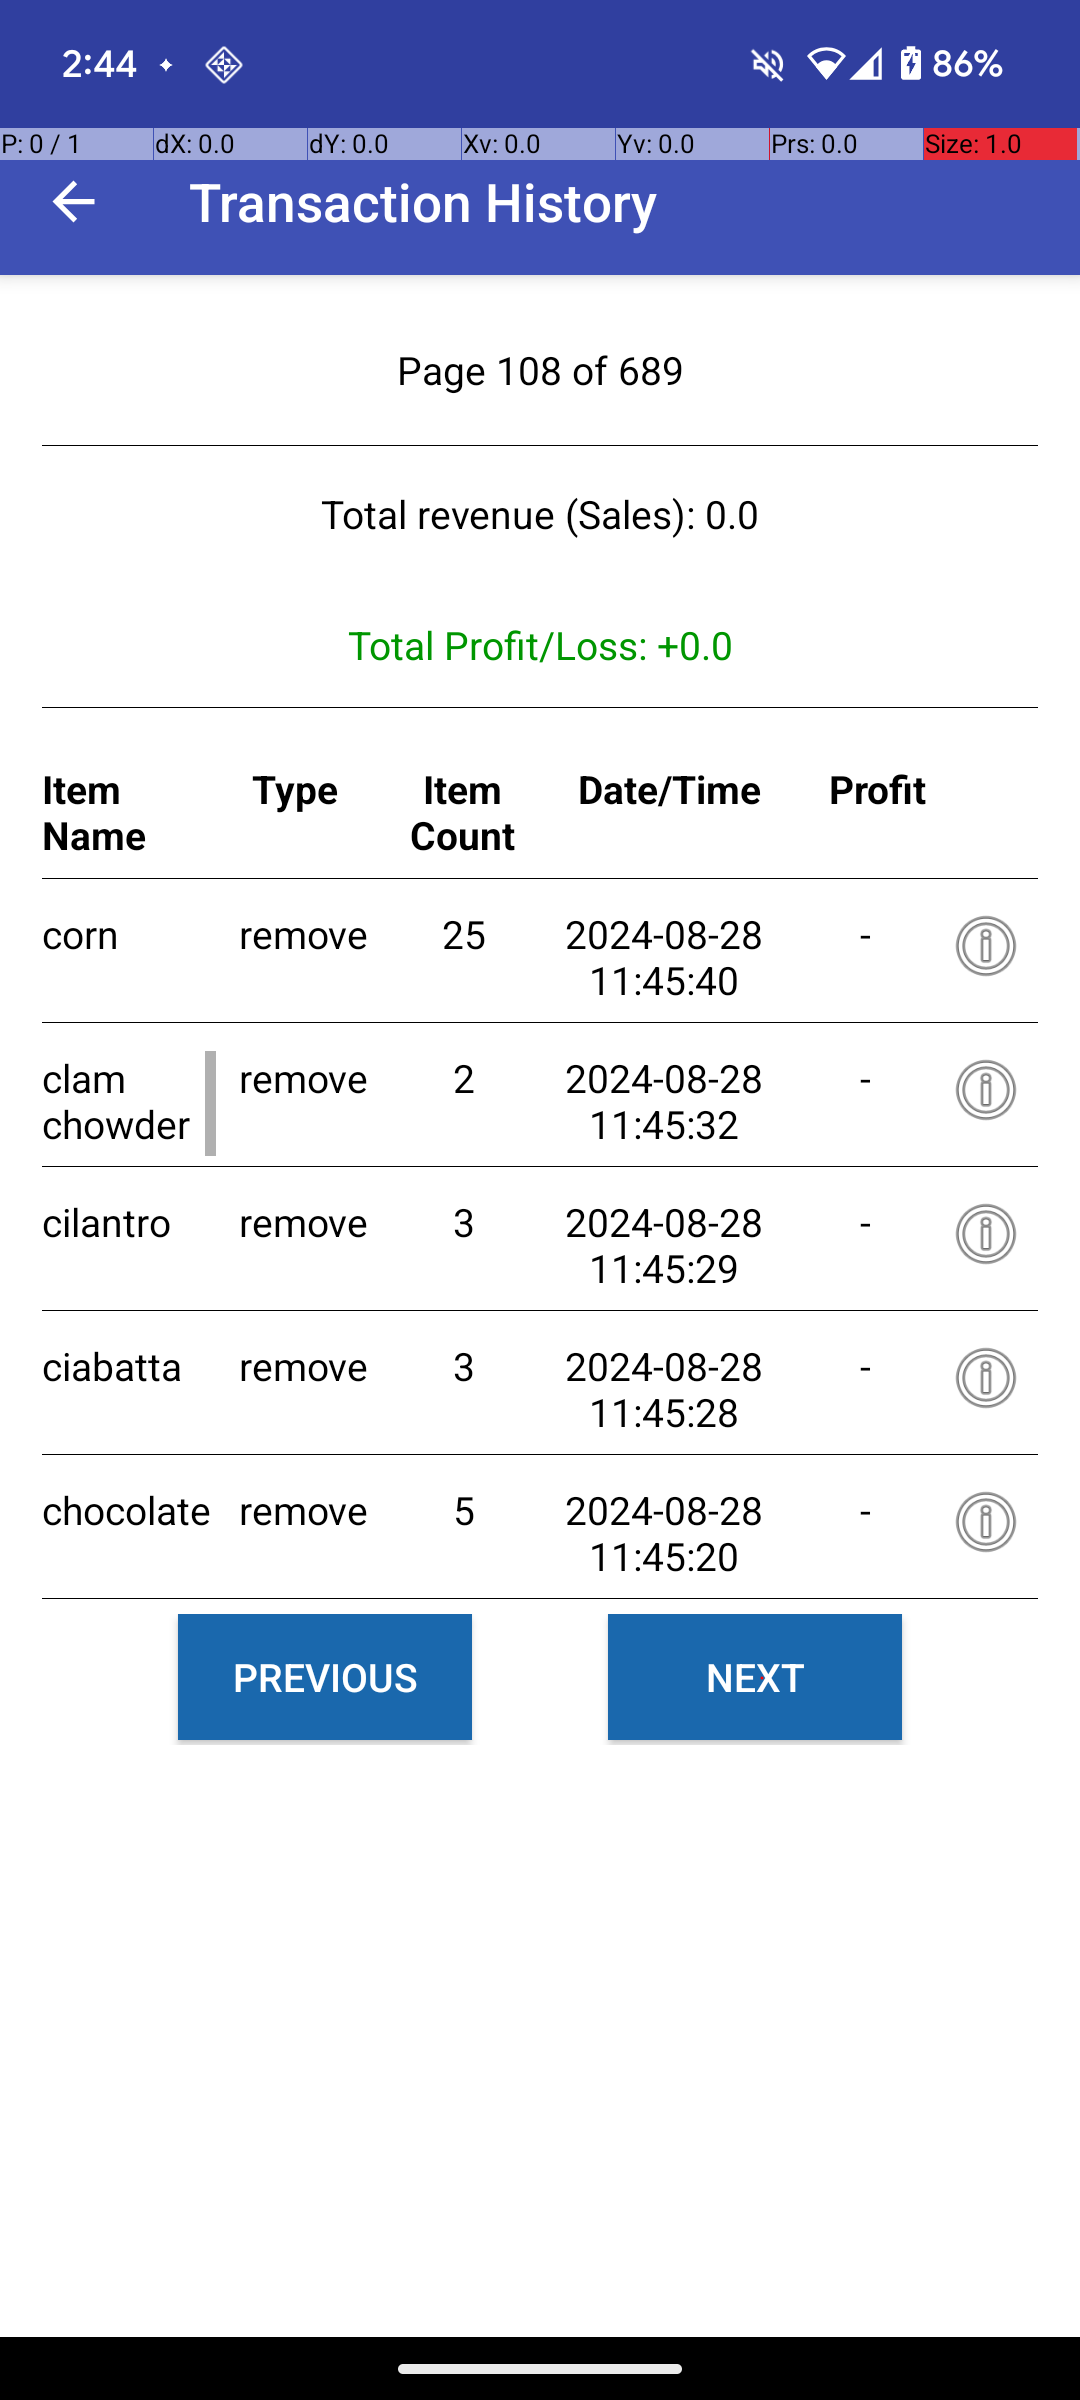 2:44
86%
P: 0 / 1 dX: 0.0 dY: 0.0 Xv: 0.0 Yv: 0.0 Prs: 0.0 Size: 1.0
Transaction History
Page 108 of 689
Total revenue (Sales): 0.0
Total Profit/Loss: +0.0
Item Name Type Item Count Date/Time Profit
corn remove 25 2024-08-28 11:45:40 -
clam chowder remove 2 2024-08-28 11:45:32 -
cilantro remove 3 2024-08-28 11:45:29 -
ciabatta remove 3 2024-08-28 11:45:28 -
chocolate remove 5 2024-08-28 11:45:20 -
PREVIOUS NEXT